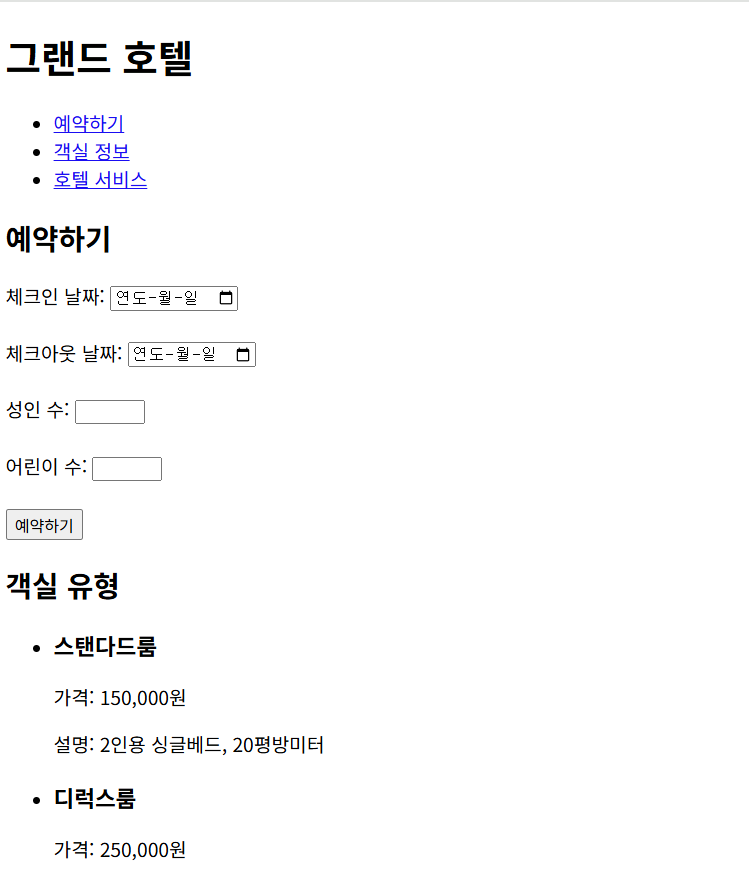 그랜드 호텔
예약하기
객실 정보
호텔 서비스
예약하기
체크인 날짜: 연도-월-일
체크아웃 날짜: 연도-월-일
성인 수:
어린이 수:
예약하기
객실 유형
스탠다드룸
가격: 150,000원
설명: 2인용 싱글베드, 20평방미터
디럭스룸
가격: 250,000원